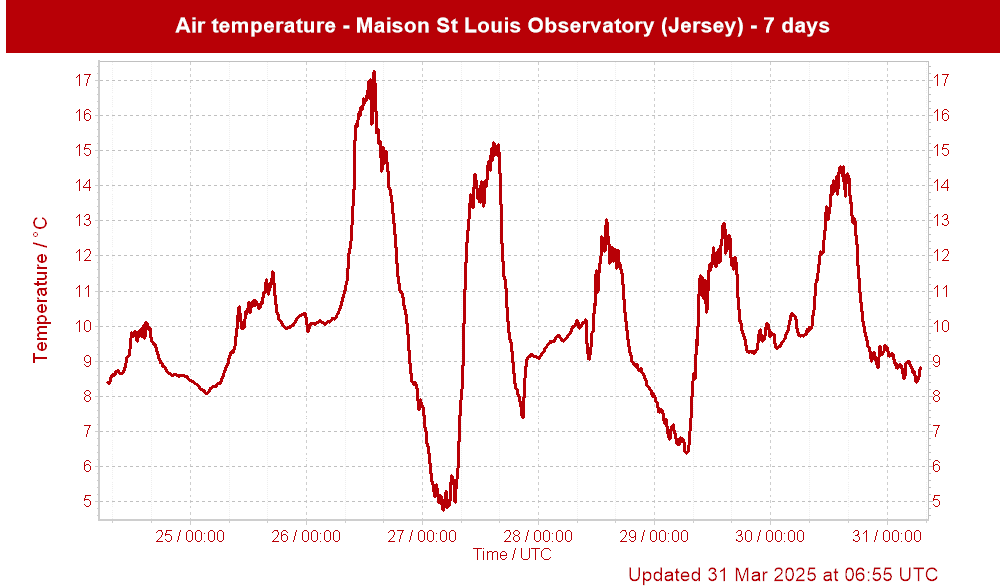 Air temperature - Maison St Louis Observatory (Jersey) - 7 days
17 17
16 16
15 15
14 14
13 13
12 12
11 11
10 10
9 9
8 8
7 7
6 6
5 5
Temperature / °C
25 / 00:00 26 / 00:00 27 / 00:00 28 / 00:00 29 / 00:00 30 / 00:00 31 / 00:00
Time / UTC
Updated 31 Mar 2025 at 06:55 UTC